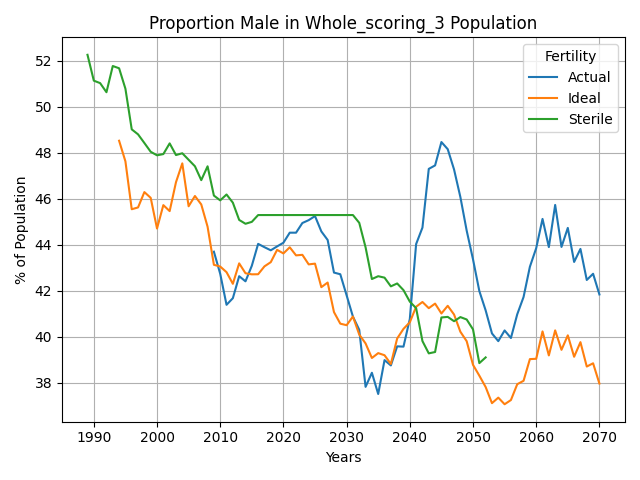 Proportion Male in Whole_scoring_3 Population
Fertility
Actual
Ideal
Sterile
% of Population
52
50
48
46
44
42
40
38
1990 2000 2010 2020 2030 2040 2050 2060 2070
Years